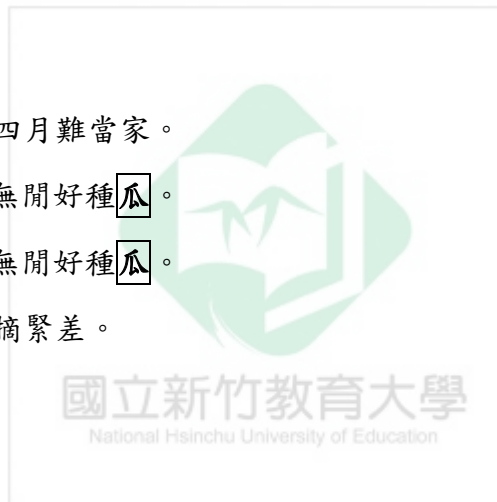 四月難當家。
無閒好種瓜。
無閒好種瓜。
摘緊差。
國立新竹教育大學
National Hsinchu University of Education